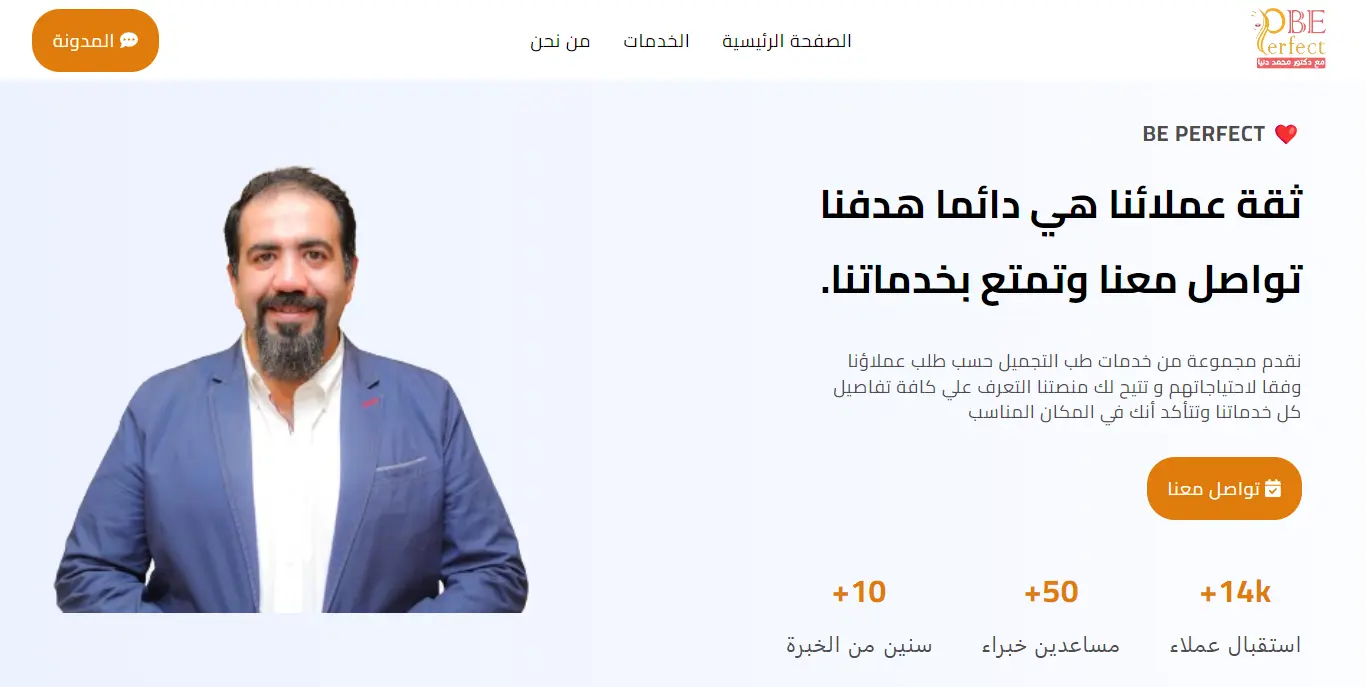 PBE
erfect
مع دكتور محمد دنيا
الصفحة الرئيسية
الخدمات
من نحن
المدونة
BE PERFECT
ثقة عملائنا هي دائما هدفنا
تواصل معنا وتمتع بخدماتنا.
نقدم مجموعة من خدمات طب التجميل حسب طلب عملاؤنا
وفقا لاحتياجاتهم و تتيح لك منصتنا التعرف علي كافة تفاصيل
كل خدماتنا وتتأكد أنك في المكان المناسب
تواصل معنا
+14k
استقبال عملاء
+50
مساعدين خبراء
+10
سنين من الخبرة